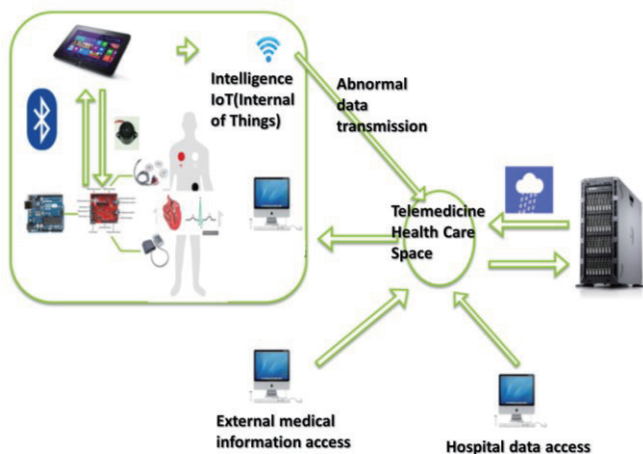 Intelligence
IoT(Internal
of Things)
Abnormal
data
transmission
Telemedicine
Health Care
Space
External medical
information access
Hospital data access